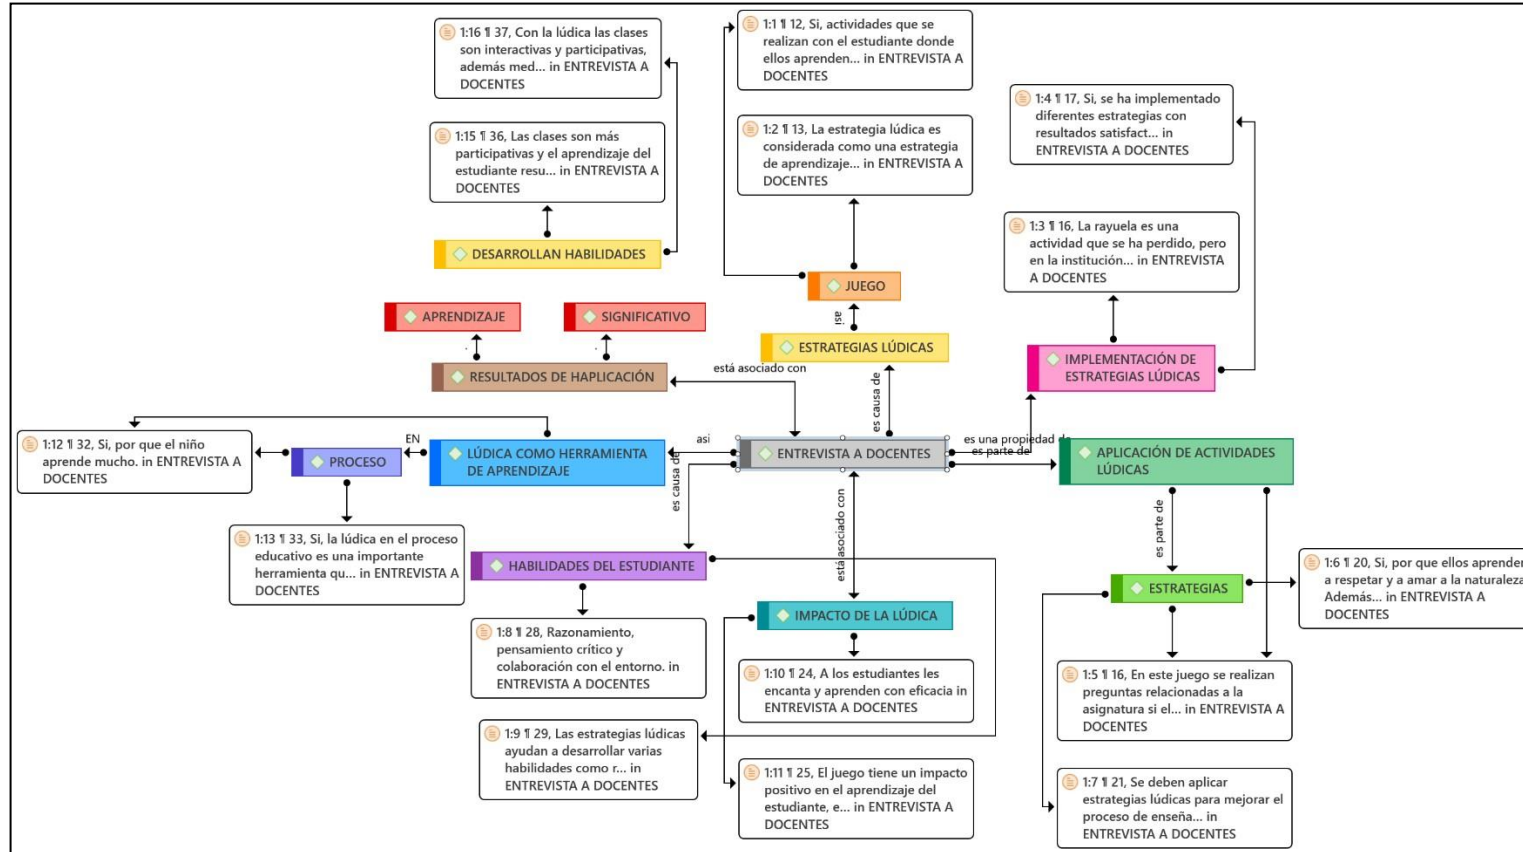 1:16 ¶ 37, Con la lúdica las clases
son interactivas y participativas,
además med... in ENTREVISTA A
DOCENTES
1:1 ¶ 12, Si, actividades que se
realizan con el estudiante donde
ellos aprenden... in ENTREVISTA A
DOCENTES
1:4 ¶ 17, Si, se ha implementado
diferentes estrategias con
resultados satisfact... in
ENTREVISTA A DOCENTES
1:15 ¶ 36, Las clases son más
participativas y el aprendizaje del
estudiante resu... in ENTREVISTA A
DOCENTES
1:2 ¶ 13, La estrategia lúdica es
considerada como una estrategia
de aprendizaje... in ENTREVISTA A
DOCENTES
1:3 ¶ 16, La rayuela es una
actividad que se ha perdido, pero
en la institución... in ENTREVISTA
A DOCENTES
DESARROLLAN HABILIDADES
JUEGO
APRENDIZAJE
SIGNIFICATIVO
asi
ESTRATEGIAS LÚDICAS
IMPLEMENTACIÓN DE
ESTRATEGIAS LÚDICAS
RESULTADOS DE HAPLICACIÓN
está asociado con
es causa de
1:12 ¶ 32, Si, por que el niño
aprende mucho. in ENTREVISTA A
DOCENTES
PROCESO
EN
LÚDICA COMO HERRAMIENTA
DE APRENDIZAJE
asi
ENTREVISTA A DOCENTES
es una propiedad de
es parte de
APLICACIÓN DE ACTIVIDADES
LÚDICAS
es causa de
está asociado con
es parte de
1:13 ¶ 33, Si, la lúdica en el proceso
educativo es una importante
herramienta qu... in ENTREVISTA A
DOCENTES
HABILIDADES DEL ESTUDIANTE
IMPACTO DE LA LÚDICA
ESTRATEGIAS
1:6 ¶ 20, Si, por que ellos aprenden
a respetar y a amar a la naturaleza
Además... in ENTREVISTA A
DOCENTES
1:8 ¶ 28, Razonamiento,
pensamiento crítico y
colaboración con el entorno. in
ENTREVISTA A DOCENTES
1:10 ¶ 24, A los estudiantes les
encanta y aprenden con eficacia in
ENTREVISTA A DOCENTES
1:5 ¶ 16, En este juego se realizan
preguntas relacionadas a la
asignatura si el... in ENTREVISTA A
DOCENTES
1:9 ¶ 29, Las estrategias lúdicas
ayudan a desarrollar varias
habilidades como r... in
ENTREVISTA A DOCENTES
1:11 ¶ 25, El juego tiene un impacto
positivo en el aprendizaje del
estudiante, e... in ENTREVISTA A
DOCENTES
1:7 ¶ 21, Se deben aplicar
estrategias lúdicas para mejorar el
proceso de enseña... in
ENTREVISTA A DOCENTES